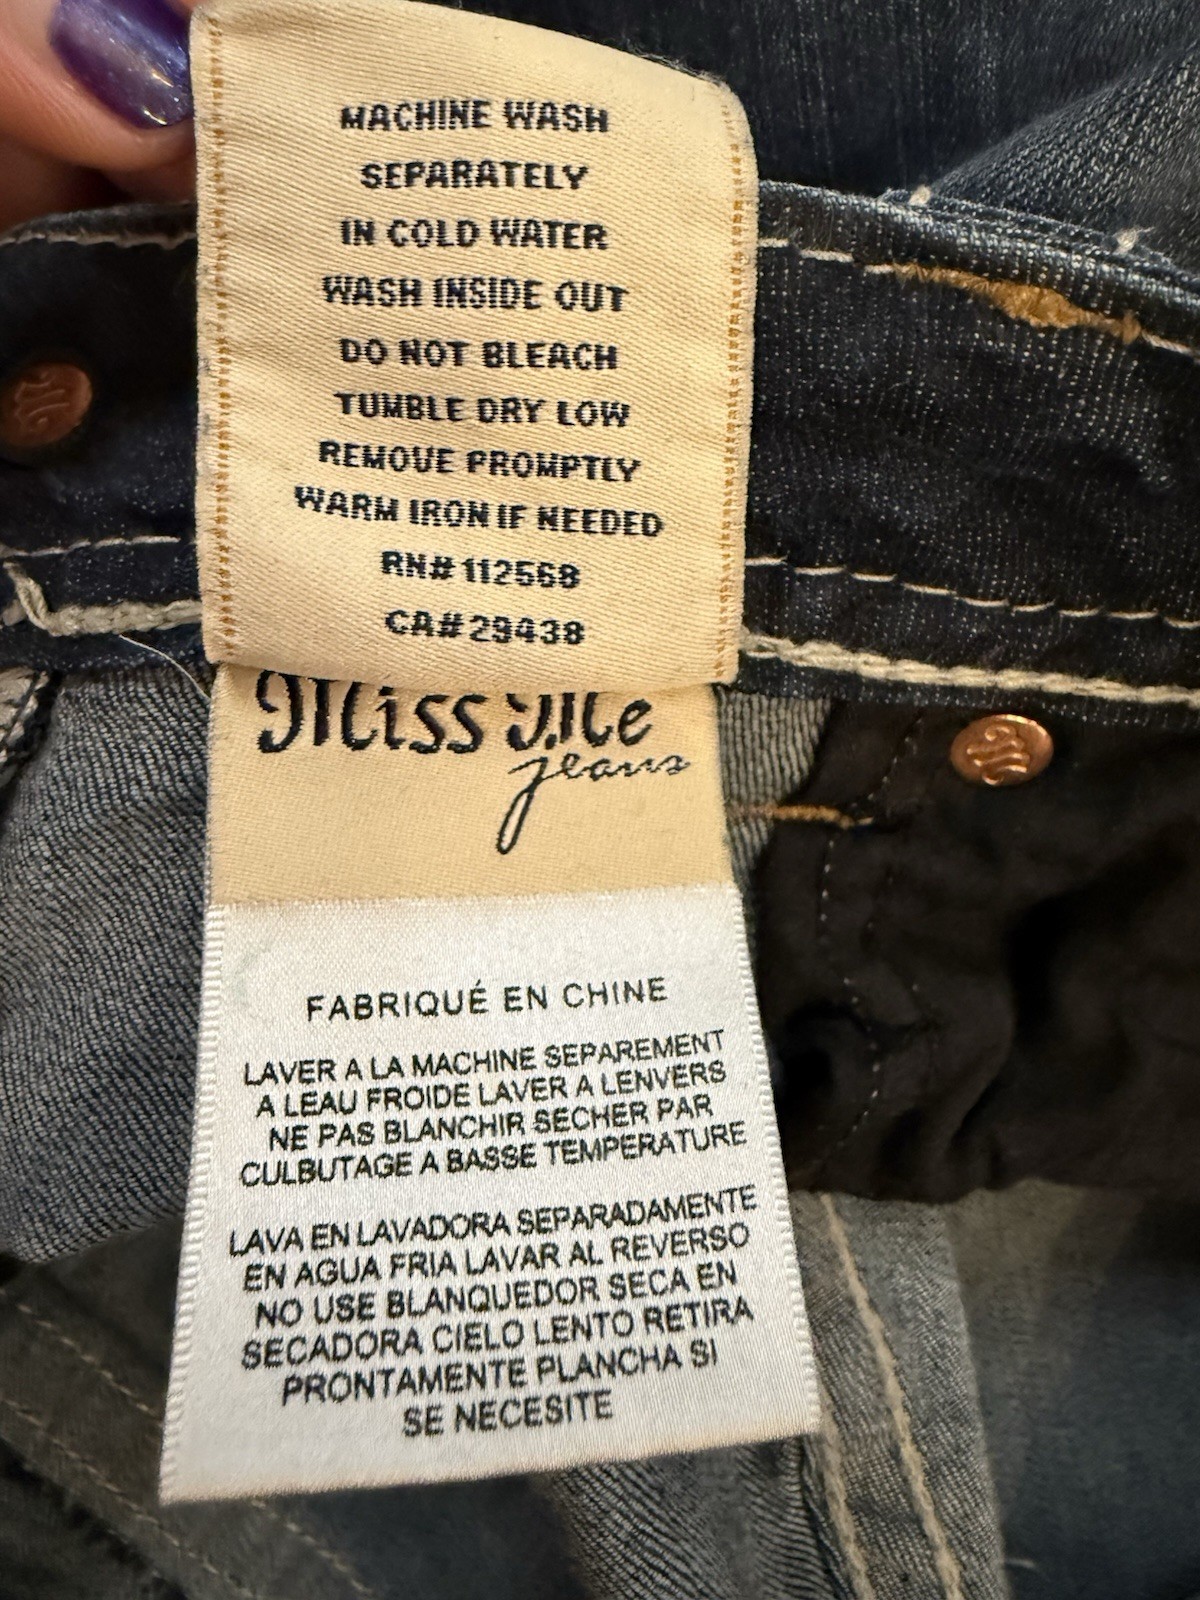 MACHINE WASH
SEPARATELY
IN COLD WATER
WASH INSIDE OUT
DO NOT BLEACH
TUMBLE DRY LOW
REMOVE PROMPTLY
WARM IRON IF NEEDED
RN# 112568
CA# 29438
Miss Me
jeans
FABRIQUÉ EN CHINE
LAVER A LA MACHINE SEPAREMENT
A LEAU FROIDE LAVER A LENVERS
NE PAS BLANCHIR SECHER PAR
CULBUTAGE A BASSE TEMPERATURE
LAVA EN LAVADORA SEPARADAMENTE
EN AGUA FRIA LAVAR AL REVERSO
NO USE BLANQUEDOR SECA EN
SECADORA CIELO LENTO RETIRA
PRONTAMENTE PLANCHA SI
SE NECESITE